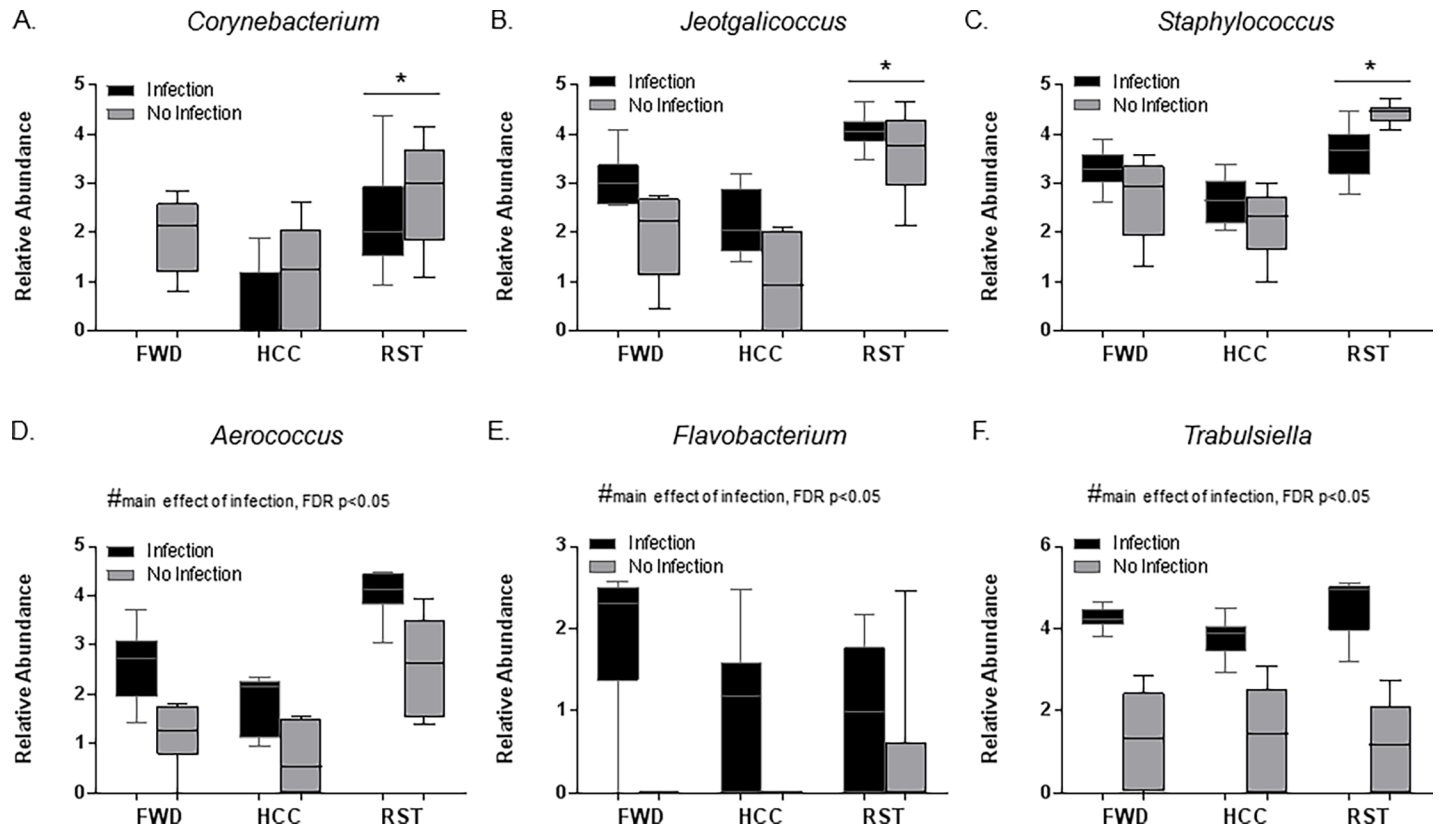 A.
Corynebacterium
*
Infection
No Infection
Relative Abundance
5
4
3
2
1
0
FWD HCC RST
B.
Jeotgalicoccus
*
Infection
No Infection
Relative Abundance
5
4
3
2
1
0
FWD HCC RST
C.
Staphylococcus
*
Infection
No Infection
Relative Abundance
5
4
3
2
1
0
FWD HCC RST
D.
Aerococcus
#main effect of infection, FDR p<0.05
Infection
No Infection
Relative Abundance
5
4
3
2
1
0
FWD HCC RST
E.
Flavobacterium
#main effect of infection, FDR p<0.05
Infection
No Infection
Relative Abundance
3
2
1
0
FWD HCC RST
F.
Trabulsiella
#main effect of infection, FDR p<0.05
Infection
No Infection
Relative Abundance
6
4
2
0
FWD HCC RST